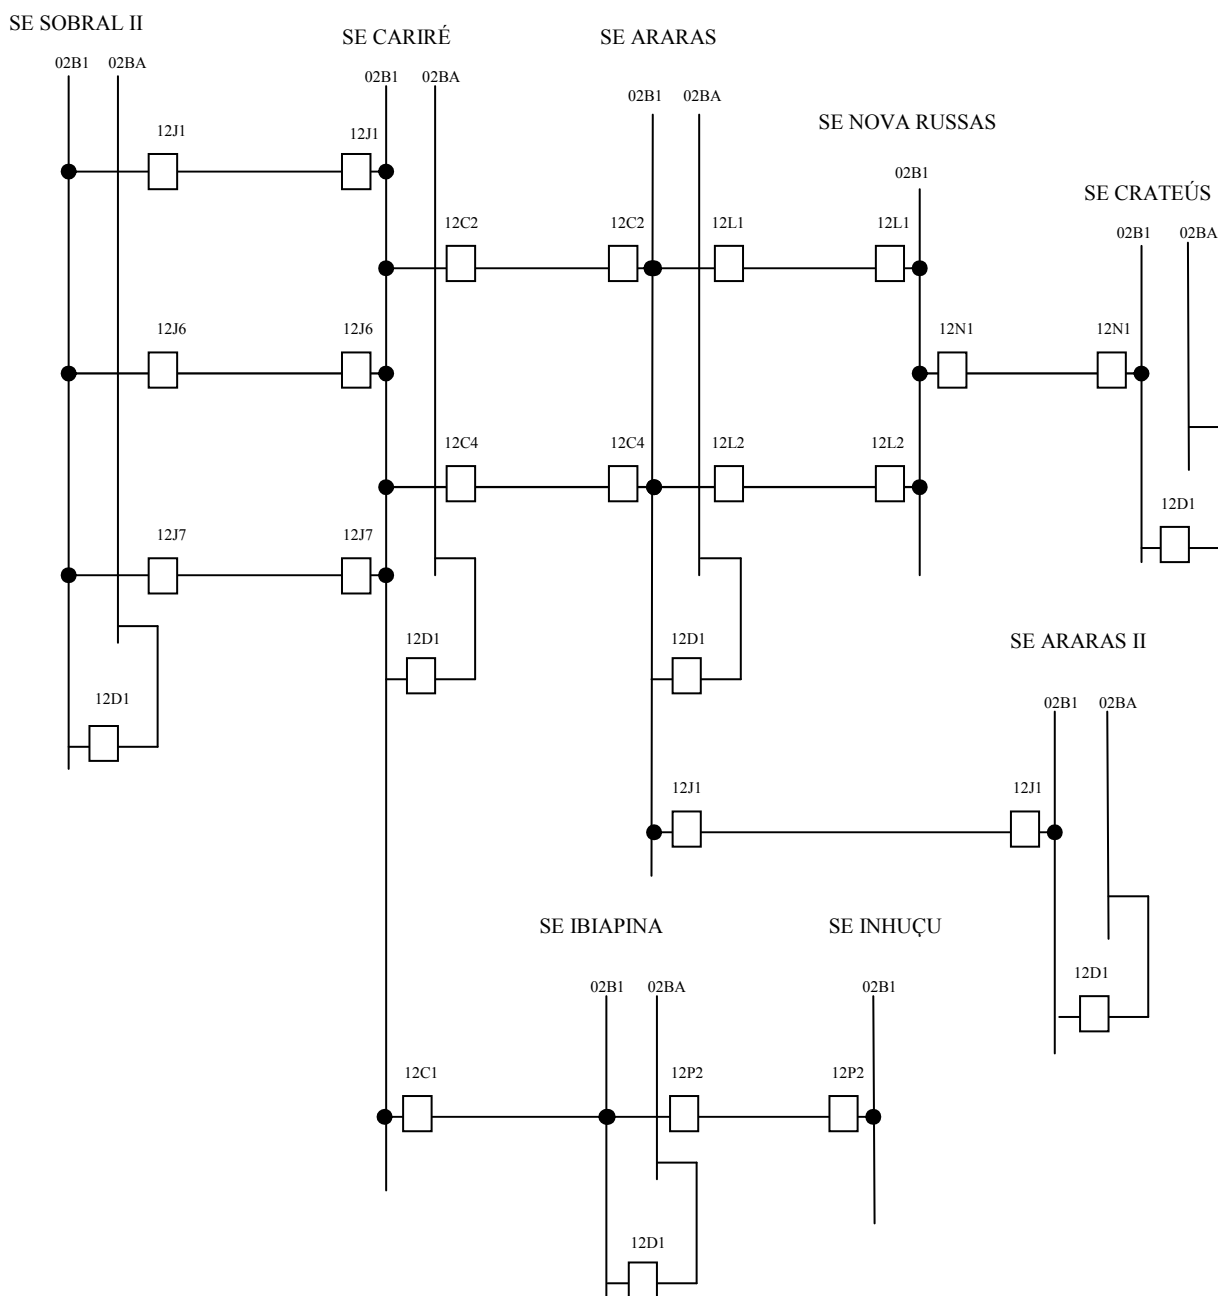 SE SOBRAL II
SE CARIRÉ
SE ARARAS
02B1 02BA
02B1 02BA
02B1 02BA
SE NOVA RUSSAS
12J1
12J1
02B1
SE CRATEÚS
12C2
12C2
12L1
12L1
02B1 02BA
12J6
12J6
12N1
12N1
12C4
12C4
12L2
12L2
12J7
12J7
12D1
12D1
12D1
SE ARARAS II
12D1
02B1 02BA
12J1
12J1
SE IBIAPINA
SE INHUÇU
12D1
02B1 02BA
02B1
12C1
12P2
12P2
12D1